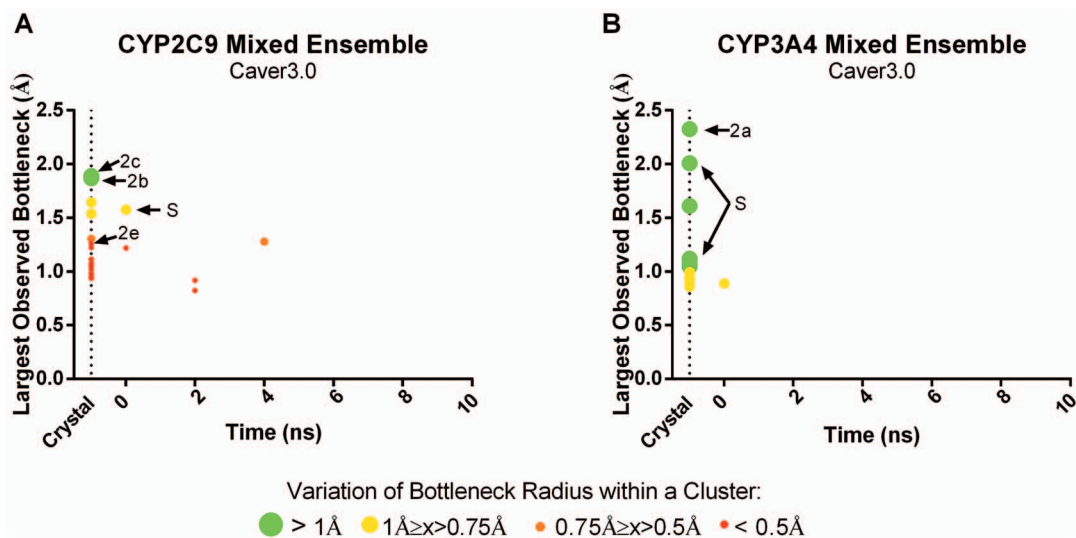 A
CYP2C9 Mixed Ensemble
Caver3.0
Largest Observed Bottleneck (Å)
2.5
2.0
1.5
1.0
0.5
0.0
2c
2b
S
2e
Crystal
0
2
4
6
8
10
Time (ns)
B
CYP3A4 Mixed Ensemble
Caver3.0
Largest Observed Bottleneck (Å)
2.5
2.0
1.5
1.0
0.5
0.0
2a
S
Crystal
0
2
4
6
8
10
Time (ns)
Variation of Bottleneck Radius within a Cluster:
> 1Å 1Å≥x>0.75Å 0.75Å≥x>0.5Å < 0.5Å